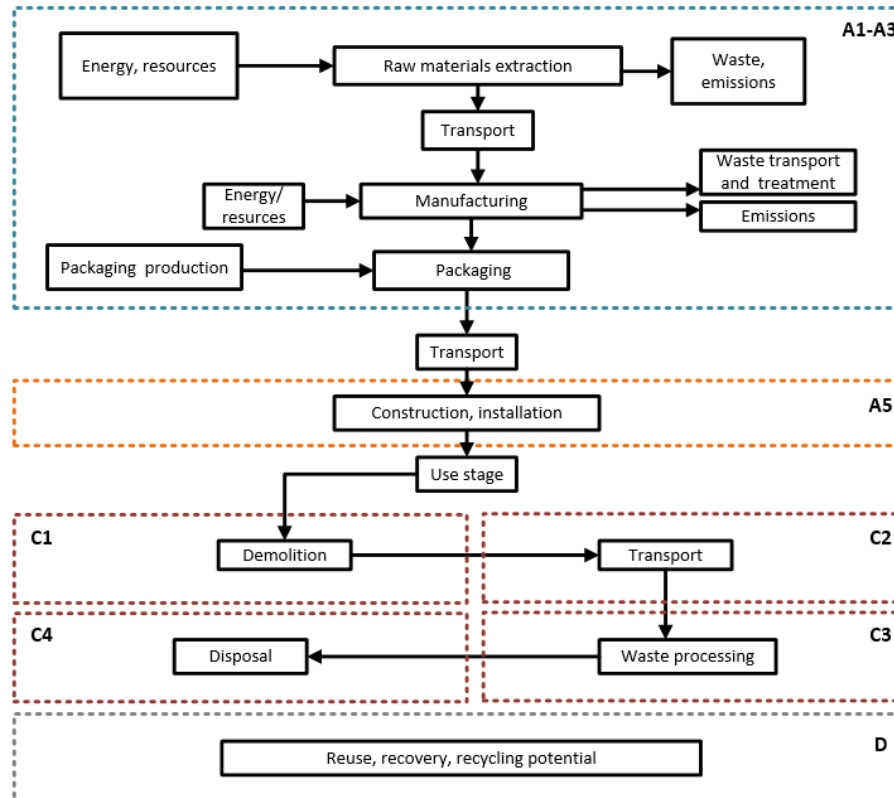 A1-A3
Energy, resources
Raw materials extraction
Waste,
emissions
Transport
Waste transport
and treatment
Energy/
resurces
Manufacturing
Emissions
Packaging production
Packaging
Transport
A5
Construction, installation
Use stage
C1
Demolition
C2
Transport
C4
Disposal
C3
Waste processing
D
Reuse, recovery, recycling potential